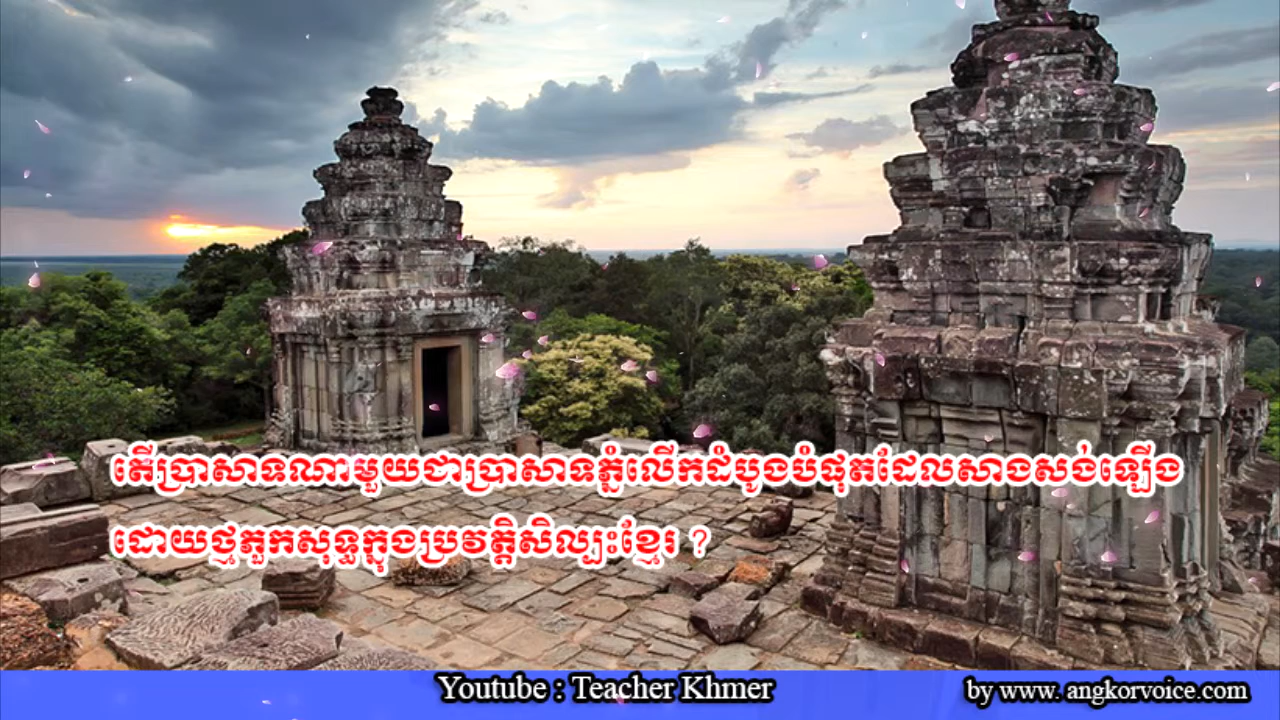 តើប្រាសាទណាមួយជាប្រាសាទភ្នំលើកដំបូងបំផុតដែលសាងសង់ឡើង
ដោយថ្មភួកសុទ្ធក្នុងប្រវត្តិសិល្បះខ្មែរ ?
Youtube : Teacher Khmer
by www. angkorvoice.com